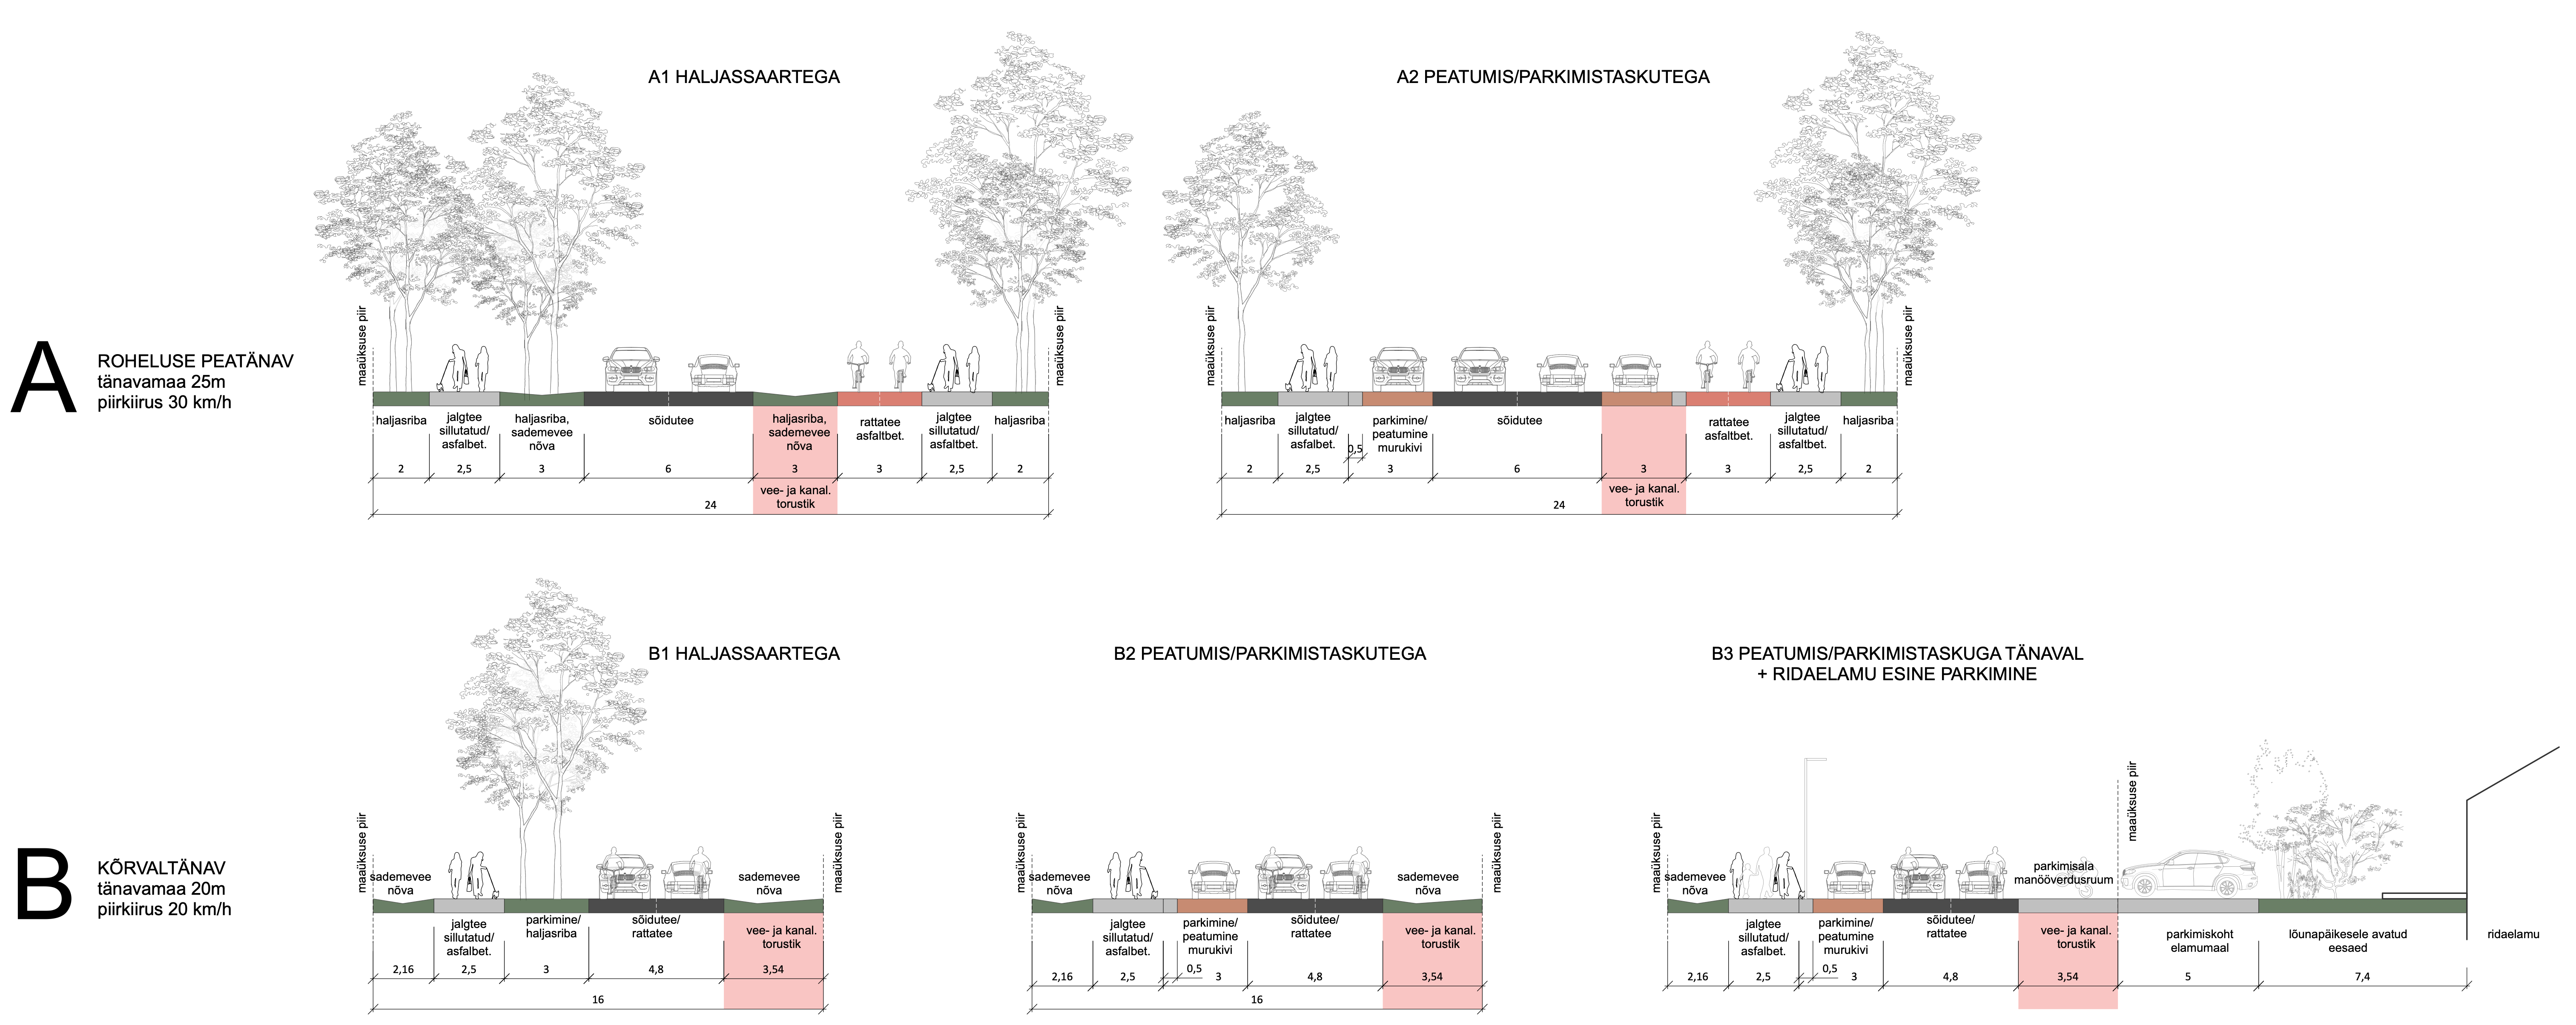 A1 HALJASSAARTEGA
A2 PEATUMIS/PARKIMISTASKUTEGA
A
ROHELUSE PEATÄNAV
tänavamaa 25m
piirkiirus 30 km/h
maaüksuse piir
maaüksuse piir
haljasriba
jalgtee
sillutatud/
asfalbet.
haljasriba,
sademevee
nõva
sõidutee
haljasriba,
sademevee
nõva
rattatee
asfaltbet.
jalgtee
sillutatud/
asfaltbet.
haljasriba
2
2,5
3
6
3
3
2,5
2
vee- ja kanal.
torustik
24
maaüksuse piir
maaüksuse piir
haljasriba
jalgtee
sillutatud/
asfalbet.
parkimine/
peatumine
murukivi
sõidutee
rattatee
asfaltbet.
jalgtee
sillutatud/
asfaltbet.
haljasriba
0,5
2
2,5
3
6
3
3
2,5
2
vee- ja kanal.
torustik
24
B1 HALJASSAARTEGA
B2 PEATUMIS/PARKIMISTASKUTEGA
B3 PEATUMIS/PARKIMISTASKUGA TÄNAVAL
+ RIDAELAMU ESINE PARKIMINE
B
KÕRVALTÄNAV
tänavamaa 20m
piirkiirus 20 km/h
maaüksuse piir
maaüksuse piir
sademevee
nõva
sademevee
nõva
jalgtee
sillutatud/
asfalbet.
parkimine/
haljasriba
sõidutee/
rattatee
vee- ja kanal.
torustik
2,16
2,5
3
4,8
3,54
16
maaüksuse piir
maaüksuse piir
sademevee
nõva
sademevee
nõva
jalgtee
sillutatud/
asfalbet.
parkimine/
peatumine
murukivi
sõidutee/
rattatee
vee- ja kanal.
torustik
2,16
2,5
0,5
3
4,8
3,54
16
maaüksuse piir
maaüksuse piir
sademevee
nõva
parkimisala
manööverdusruum
jalgtee
sillutatud/
asfalbet.
parkimine/
peatumine
murukivi
sõidutee/
rattatee
vee- ja kanal.
torustik
parkimiskoht
elamumaal
lõunapäikesele avatud
eesaed
ridaelamu
2,16
2,5
0,5
3
4,8
3,54
5
7,4